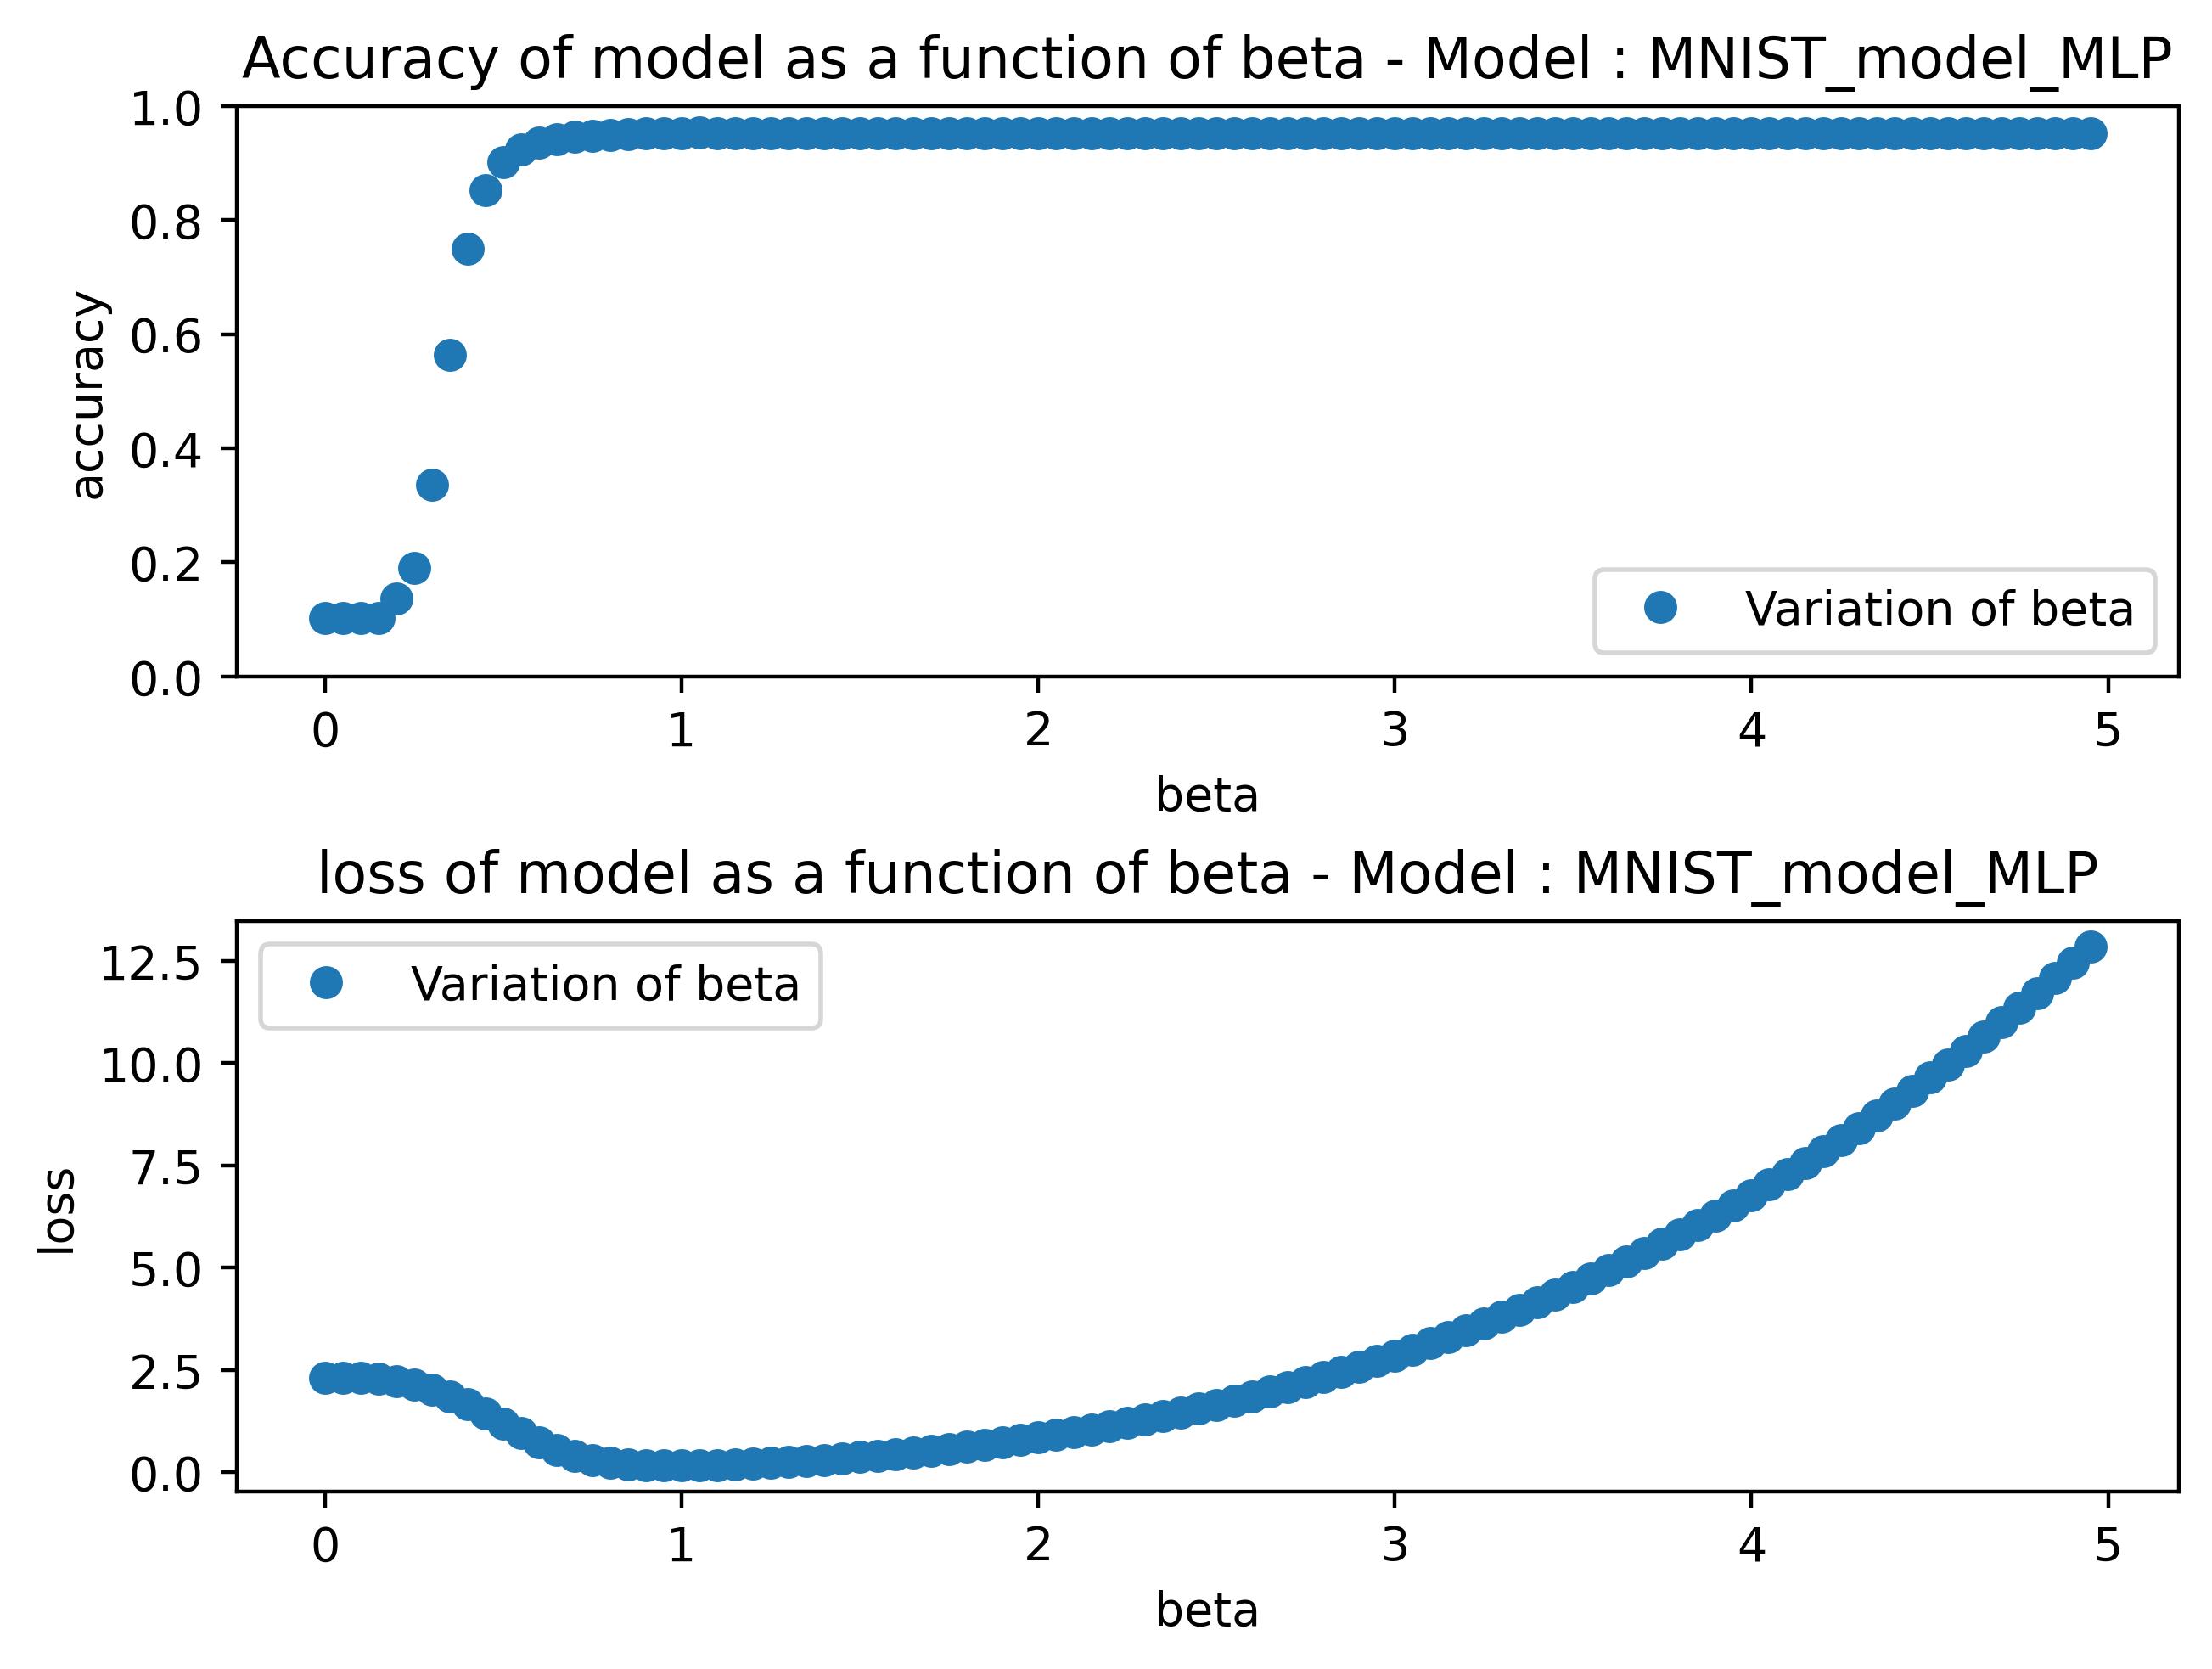 Accuracy of model as a function of beta - Model : MNIST_model_MLP
1.0
0.8
0.6
0.4
0.2
0.0
accuracy
Variation of beta
0 1 2 3 4 5
beta
loss of model as a function of beta - Model : MNIST_model_MLP
12.5
10.0
7.5
5.0
2.5
0.0
loss
Variation of beta
0 1 2 3 4 5
beta